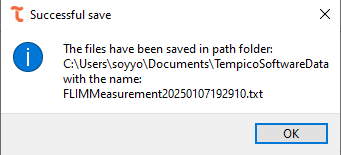 Successful save
The files have been saved in path folder:
C:\Users\soyyo\Documents\TempicoSoftwareData
with the name:
FLIMMeasurement20250107192910.txt
OK